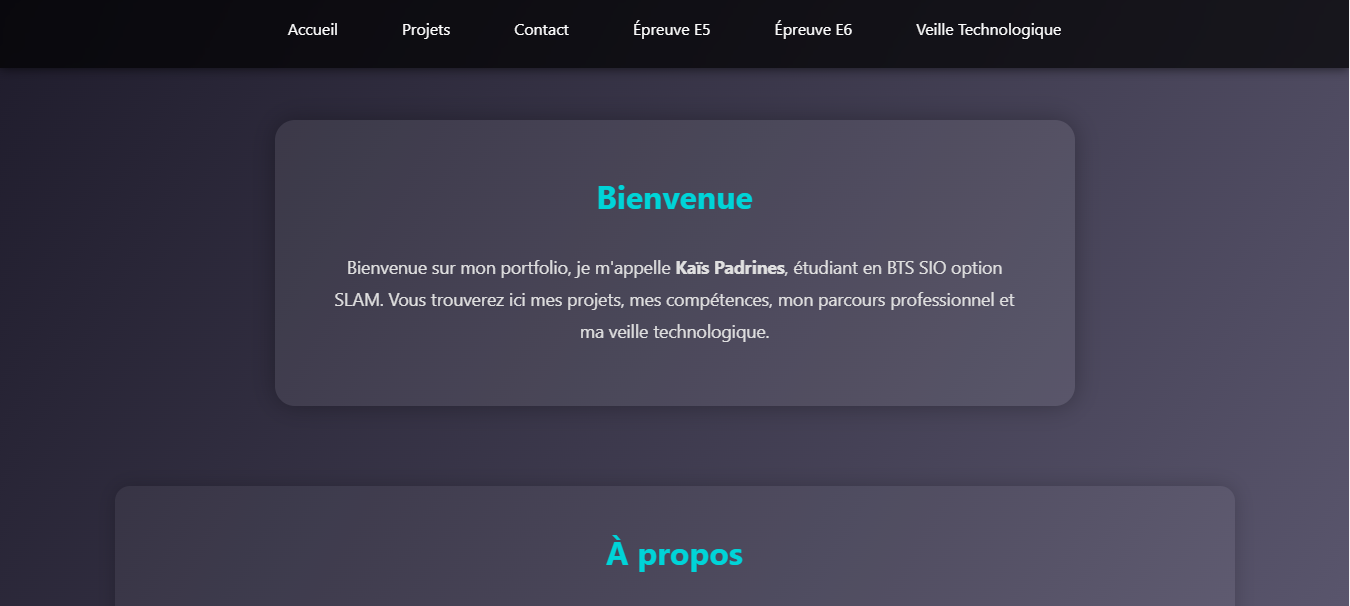 Accueil Projets Contact Épreuve E5 Épreuve E6 Veille Technologique
Bienvenue
Bienvenue sur mon portfolio, je m'appelle Kaïs Padrines, étudiant en BTS SIO option
SLAM. Vous trouverez ici mes projets, mes compétences, mon parcours professionnel et
ma veille technologique.
À propos